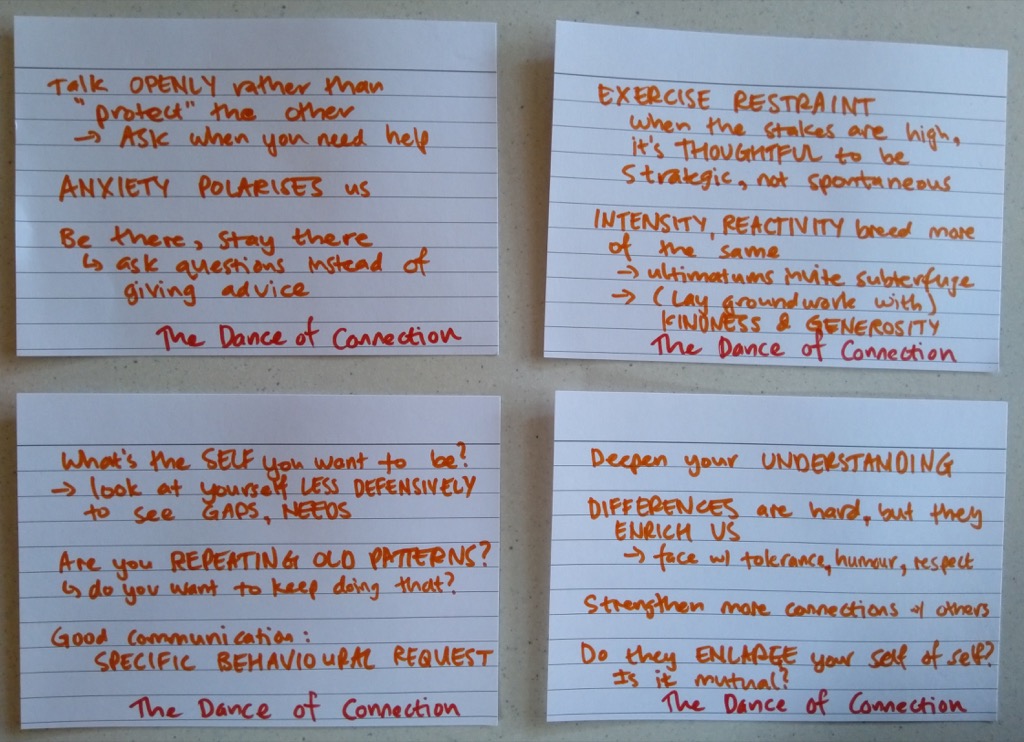 Talk OPENLY rather than
"protect" the other
→ Ask when you need help
ANXIETY POLARISES us
Be there, stay there
↳ ask questions instead of
giving advice
The Dance of Connection
EXERCISE RESTRAINT
When the stakes are high,
it's THOUGHTFUL to be
Strategic, not spontaneous
INTENSITY, REACTIVITY breed more
of the same
→ ultimatums invite subterfuge
→ (Lay groundwork with)
KINDNESS & GENEROSITY
The Dance of Connection
What's the SELF you want to be?
→ look at yourself LESS DEFENSIVELY
to see GAPS, NEEDS
Are you REPEATING OLD PATTERNS?
↳ do you want to keep doing that?
Good communication:
SPECIFIC BEHAVIOURAL REQUEST
The Dance of Connection
Deepen your UNDERSTANDING
DIFFERENCES are hard, but they
ENRICH US
→ face w/ tolerance, humour, respect
Strengthen more connections w/ others
Do they ENLARGE your self of self?
Is it mutual?
The Dance of Connection